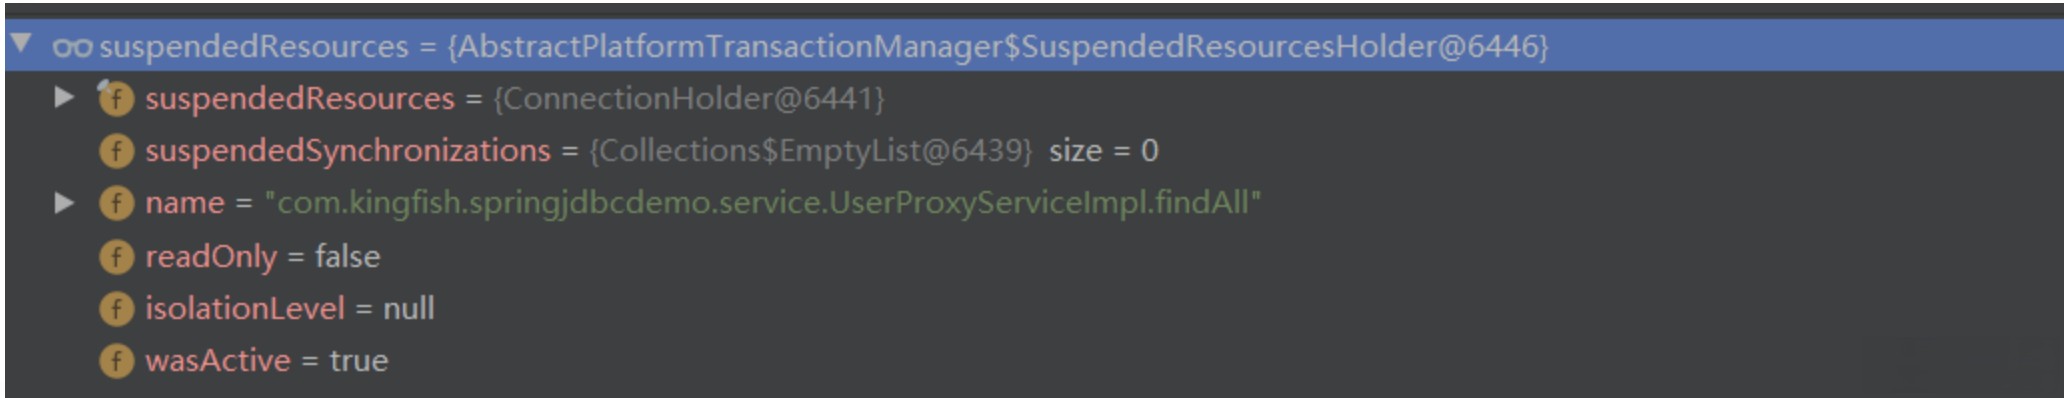 suspendedResources = {AbstractPlatformTransactionManager$SuspendedResourcesHolder@6446}
f suspendedResources = {ConnectionHolder@6441}
f suspendedSynchronizations = {Collections$EmptyList@6439} size = 0
f name = "com.kingfish.springjdbcdemo.service.UserProxyServiceImpl.findAll"
f readOnly = false
f isolationLevel = null
f wasActive = true